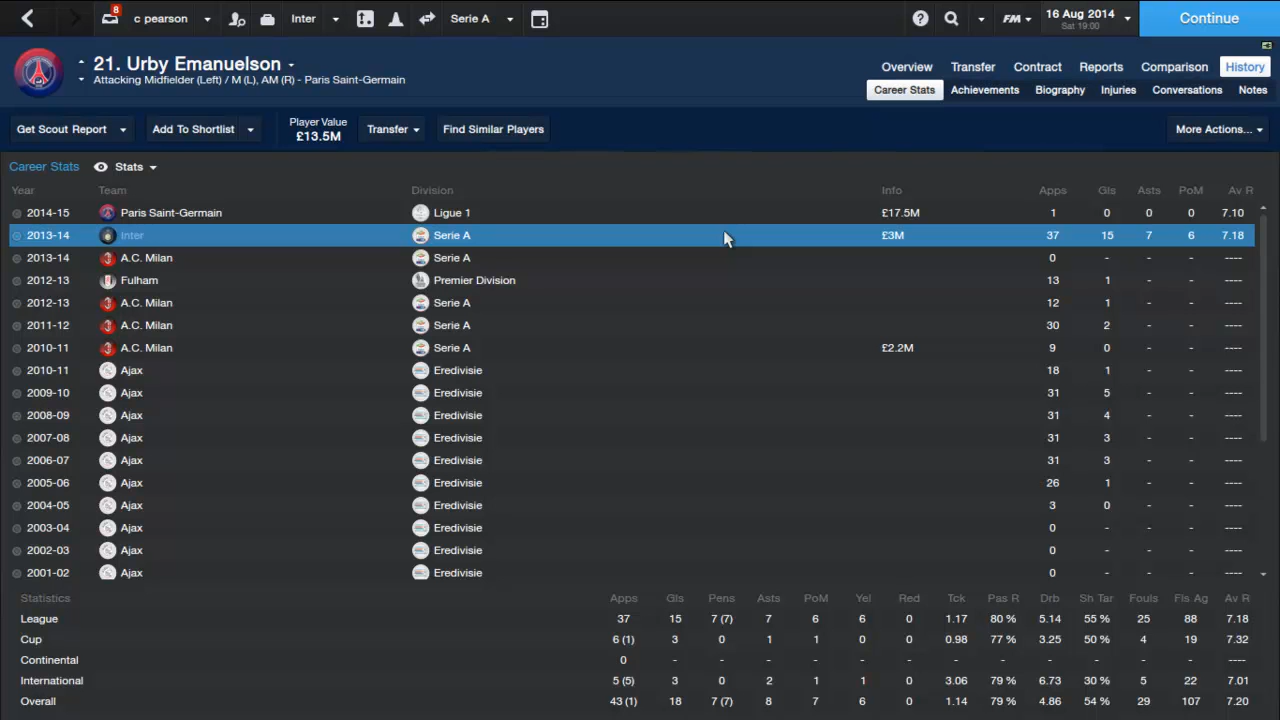 8 c pearson Inter Serie A ? FM 16 Aug 2014 Sat 19:00 Continue
21. Urby Emanuelson
Attacking Midfielder (Left) / M (L), AM (R) - Paris Saint-Germain
Overview Transfer Contract Reports Comparison History
Career Stats Achievements Biography Injuries Conversations Notes
Get Scout Report Add To Shortlist Player Value £13.5M Transfer Find Similar Players More Actions...
Career Stats Stats
Year Team Division Info Apps Gls Asts PoM Av R
2014-15 Paris Saint-Germain Ligue 1 £17.5M 1 0 0 0 7.10
2013-14 Inter Serie A £3M 37 15 7 6 7.18
2013-14 A.C. Milan Serie A 0 - - - ----
2012-13 Fulham Premier Division 13 1 - - ----
2012-13 A.C. Milan Serie A 12 1 - - ----
2011-12 A.C. Milan Serie A 30 2 - - ----
2010-11 A.C. Milan Serie A £2.2M 9 0 - - ----
2010-11 Ajax Eredivisie 18 1 - - ----
2009-10 Ajax Eredivisie 31 5 - - ----
2008-09 Ajax Eredivisie 31 4 - - ----
2007-08 Ajax Eredivisie 31 3 - - ----
2006-07 Ajax Eredivisie 31 3 - - ----
2005-06 Ajax Eredivisie 26 1 - - ----
2004-05 Ajax Eredivisie 3 0 - - ----
2003-04 Ajax Eredivisie 0 - - - ----
2002-03 Ajax Eredivisie 0 - - - ----
2001-02 Ajax Eredivisie 0 - - - ----
Statistics Apps Gls Pens Asts PoM Yel Red Tck Pas R Drb Sh Tar Fouls Fls Ag Av R
League 37 15 7 (7) 7 6 6 0 1.17 80 % 5.14 55 % 25 88 7.18
Cup 6 (1) 3 0 1 1 0 0 0.98 77 % 3.25 50 % 4 19 7.32
Continental 0 - - - - - - - - - - - - ----
International 5 (5) 3 0 2 1 1 0 3.06 79 % 6.73 30 % 5 22 7.01
Overall 43 (1) 18 7 (7) 8 7 6 0 1.14 79 % 4.86 54 % 29 107 7.20